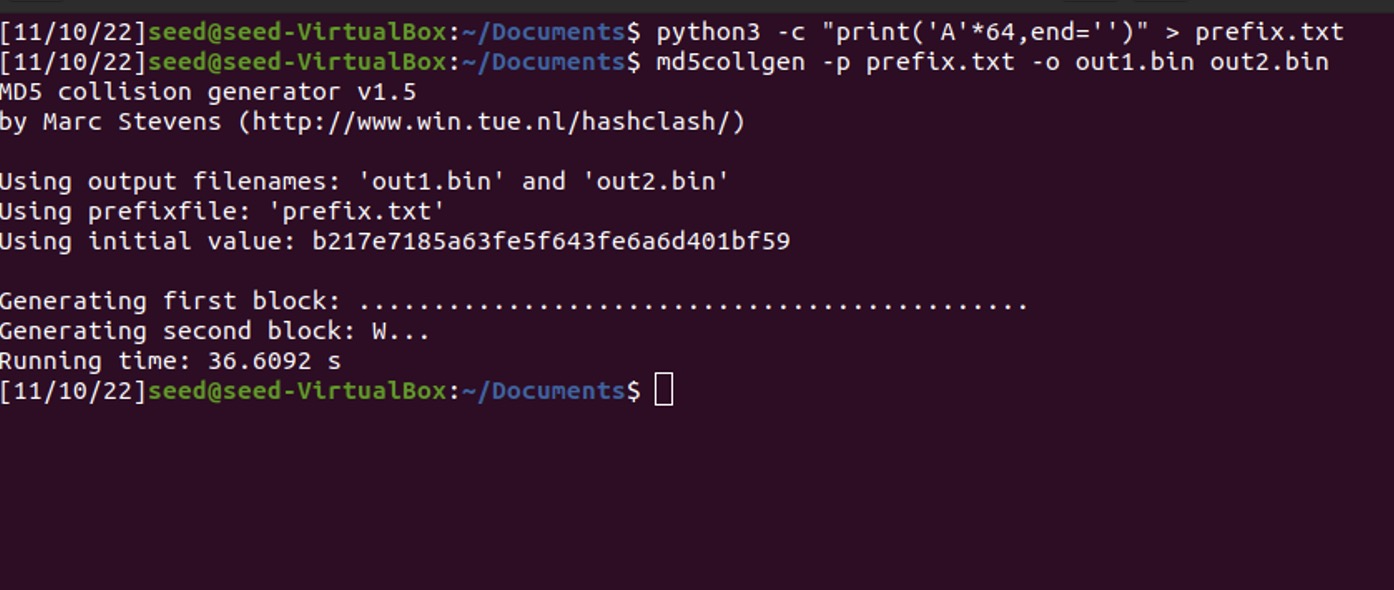 [11/10/22]seed@seed-VirtualBox:~/Documents$ python3 -c "print('A'*64,end='')" > prefix.txt
[11/10/22]seed@seed-VirtualBox:~/Documents$ md5collgen -p prefix.txt -o out1.bin out2.bin
MD5 collision generator v1.5
by Marc Stevens (http://www.win.tue.nl/hashclash/)

Using output filenames: 'out1.bin' and 'out2.bin'
Using prefixfile: 'prefix.txt'
Using initial value: b217e7185a63fe5f643fe6a6d401bf59

Generating first block: .............................................
Generating second block: W...
Running time: 36.6092 s
[11/10/22]seed@seed-VirtualBox:~/Documents$